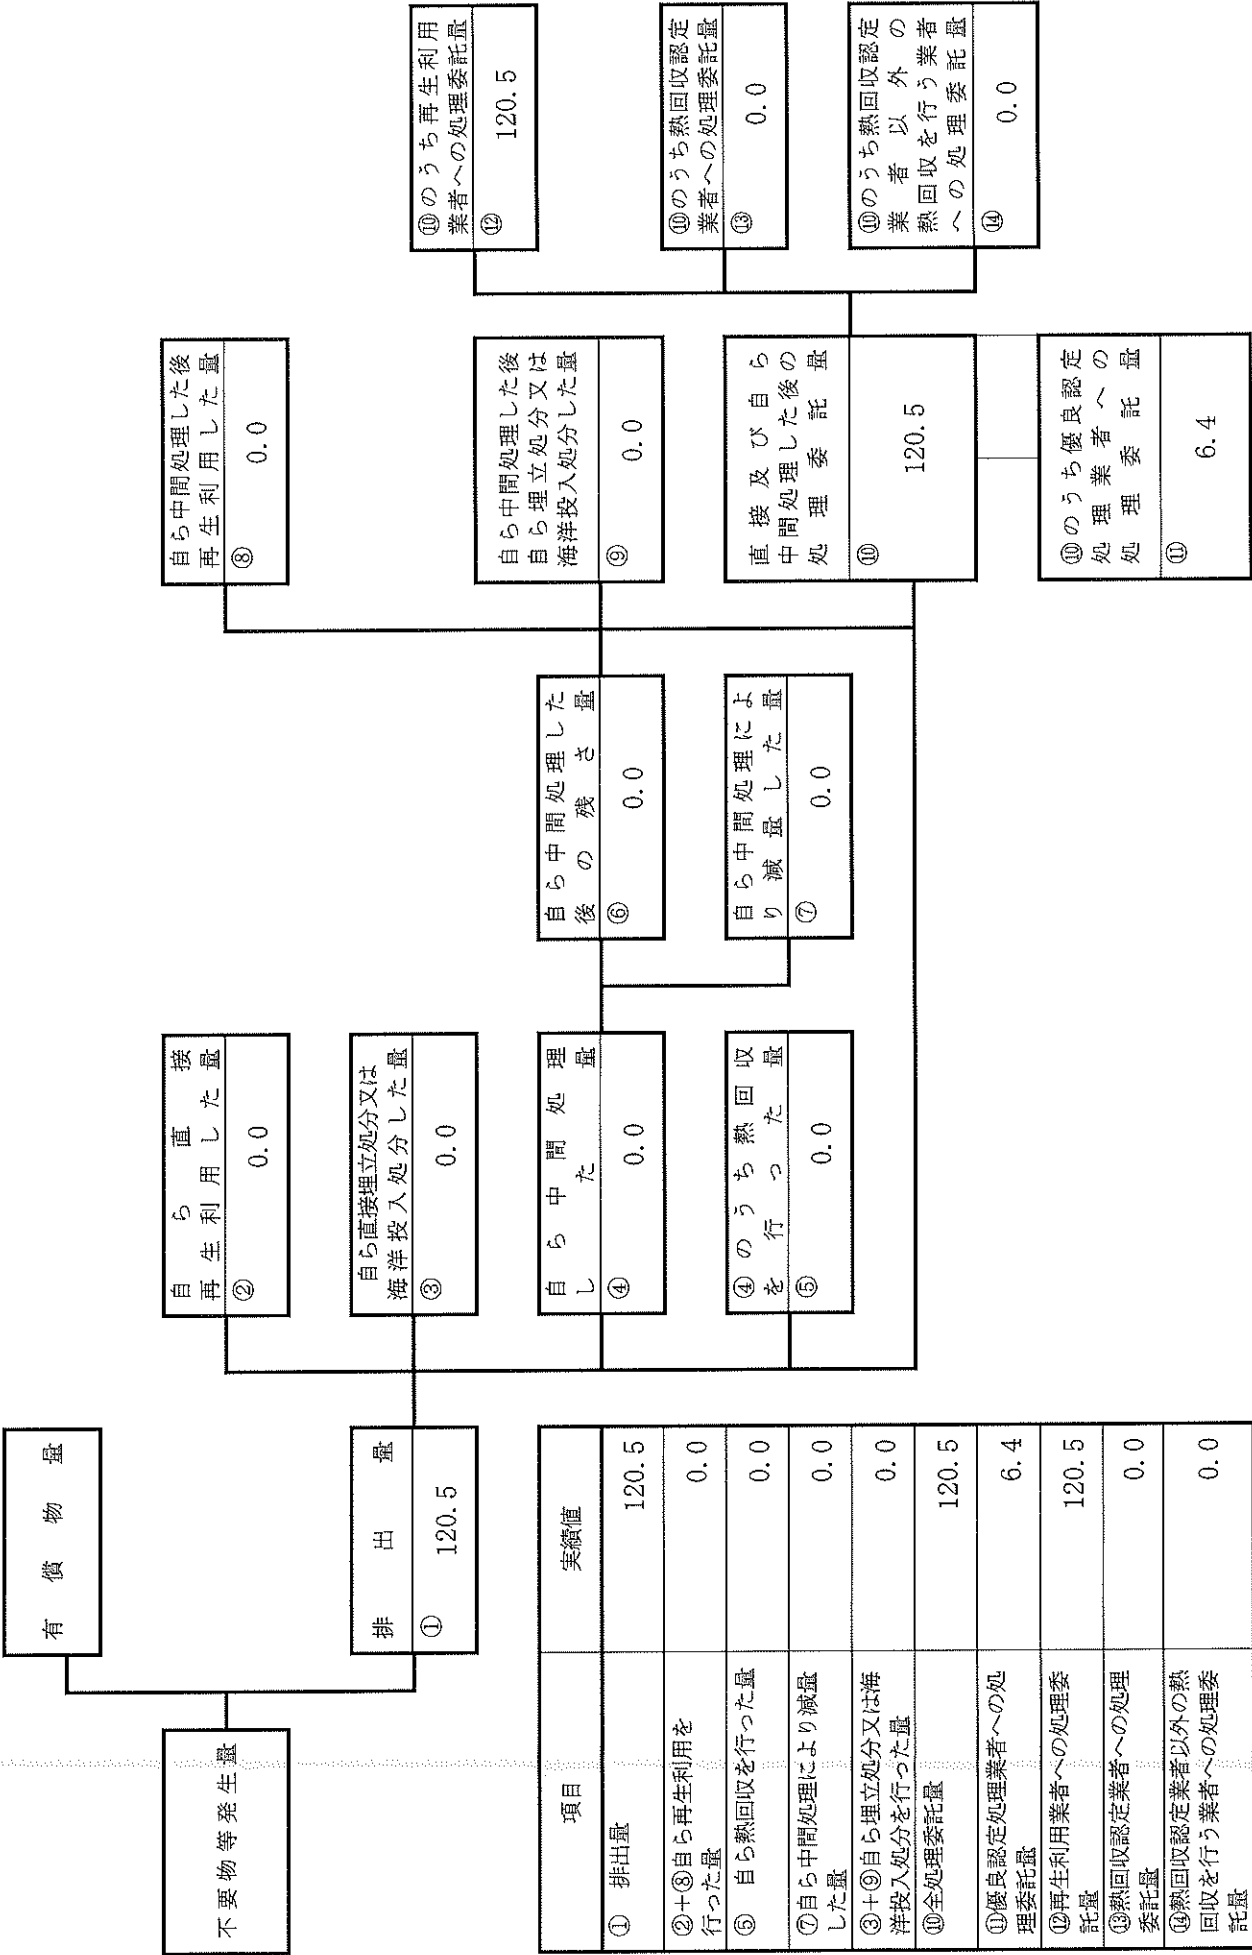 不要物等発生量
有償物量
排出量
① 120.5
自ら直接
再生利用した量
② 0.0
自ら直接埋立処分又は
海洋投入処分した量
③ 0.0
自ら中間処理
した量
④ 0.0
④のうち熱回収
を行った量
⑤ 0.0
自ら中間処理した
後の残さ量
⑥ 0.0
自ら中間処理によ
り減量した量
⑦ 0.0
自ら中間処理した後
再生利用した量
⑧ 0.0
自ら中間処理した後
自ら埋立処分又は
海洋投入処分した量
⑨ 0.0
直接及び自ら
中間処理した後の
処理委託量
⑩ 120.5
⑩のうち優良認定
処理業者への
処理委託量
⑪ 6.4
⑩のうち再生利用
業者への処理委託量
⑫ 120.5
⑩のうち熱回収認定
業者への処理委託量
⑬ 0.0
⑩のうち熱回収認定
業者以外の
熱回収を行う業者
への処理委託量
⑭ 0.0
項目 実績値
① 排出量 120.5
②+⑧自ら再生利用を
行った量 0.0
⑤ 自ら熱回収を行った量 0.0
⑦自ら中間処理により減量
した量 0.0
③+⑨自ら埋立処分又は海
洋投入処分を行った量 0.0
⑩全処理委託量 120.5
⑪優良認定処理業者への処
理委託量 6.4
⑫再生利用業者への処理委
託量 120.5
⑬熱回収認定業者への処理
委託量 0.0
⑭熱回収認定業者以外の熱
回収を行う業者への処理委
託量 0.0